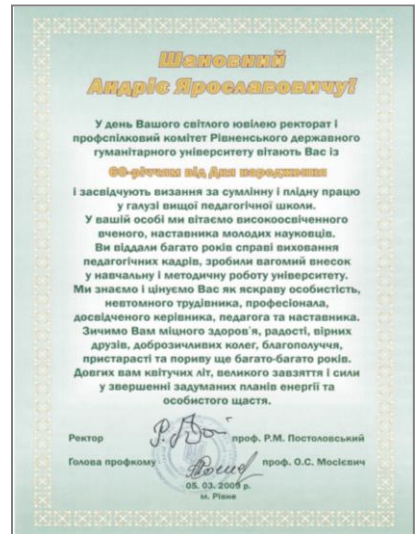 Шановний
Андрію Ярославовичу!
У день Вашого світлого ювілею ректорат і
профспілковий комітет Рівненського державного
гуманітарного університету вітають Вас із
60-річчям від Дня народження
і засвідчують визання за сумлінну і плідну працю
у галузі вищої педагогічної школи.
У вашій особі ми вітаємо високоосвіченого
вченого, наставника молодих науковців.
Ви віддали багато років справі виховання
педагогічних кадрів, зробили вагомий внесок
у навчальну і методичну роботу університету.
Ми знаємо і цінуємо Вас як яскраву особистість,
невтомного трудівника, професіонала,
досвідченого керівника, педагога та наставника.
Зичимо Вам міцного здоров'я, радості, вірних
друзів, доброзичливих колег, благополуччя,
пристарасті та пориву ще багато-багато років.
Довгих вам квітучих літ, великого завзяття і сили
у звершенні задуманих планів енергії та
особистого щастя.
Ректор проф. Р.М. Постоловський
Голова профкому проф. О.С. Мосієвич
05. 03. 2009 р.
м. Рівне